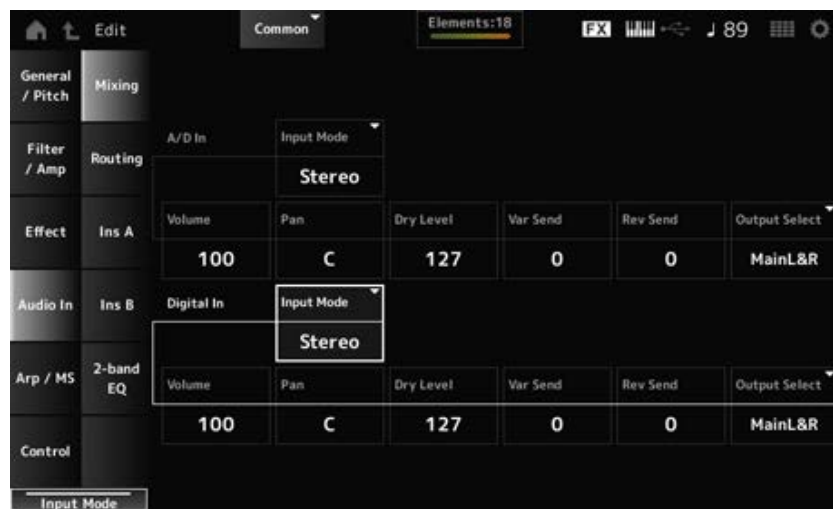 Edit
Common
Elements:18
FX
♩ 89
General / Pitch
Mixing
Filter / Amp
Routing
Effect
Ins A
Audio In
Ins B
Arp / MS
2-band EQ
Control
A/D In
Input Mode
Stereo
Volume Pan Dry Level Var Send Rev Send Output Select
100 C 127 0 0 MainL&R
Digital In
Input Mode
Stereo
Volume Pan Dry Level Var Send Rev Send Output Select
100 C 127 0 0 MainL&R
Input Mode